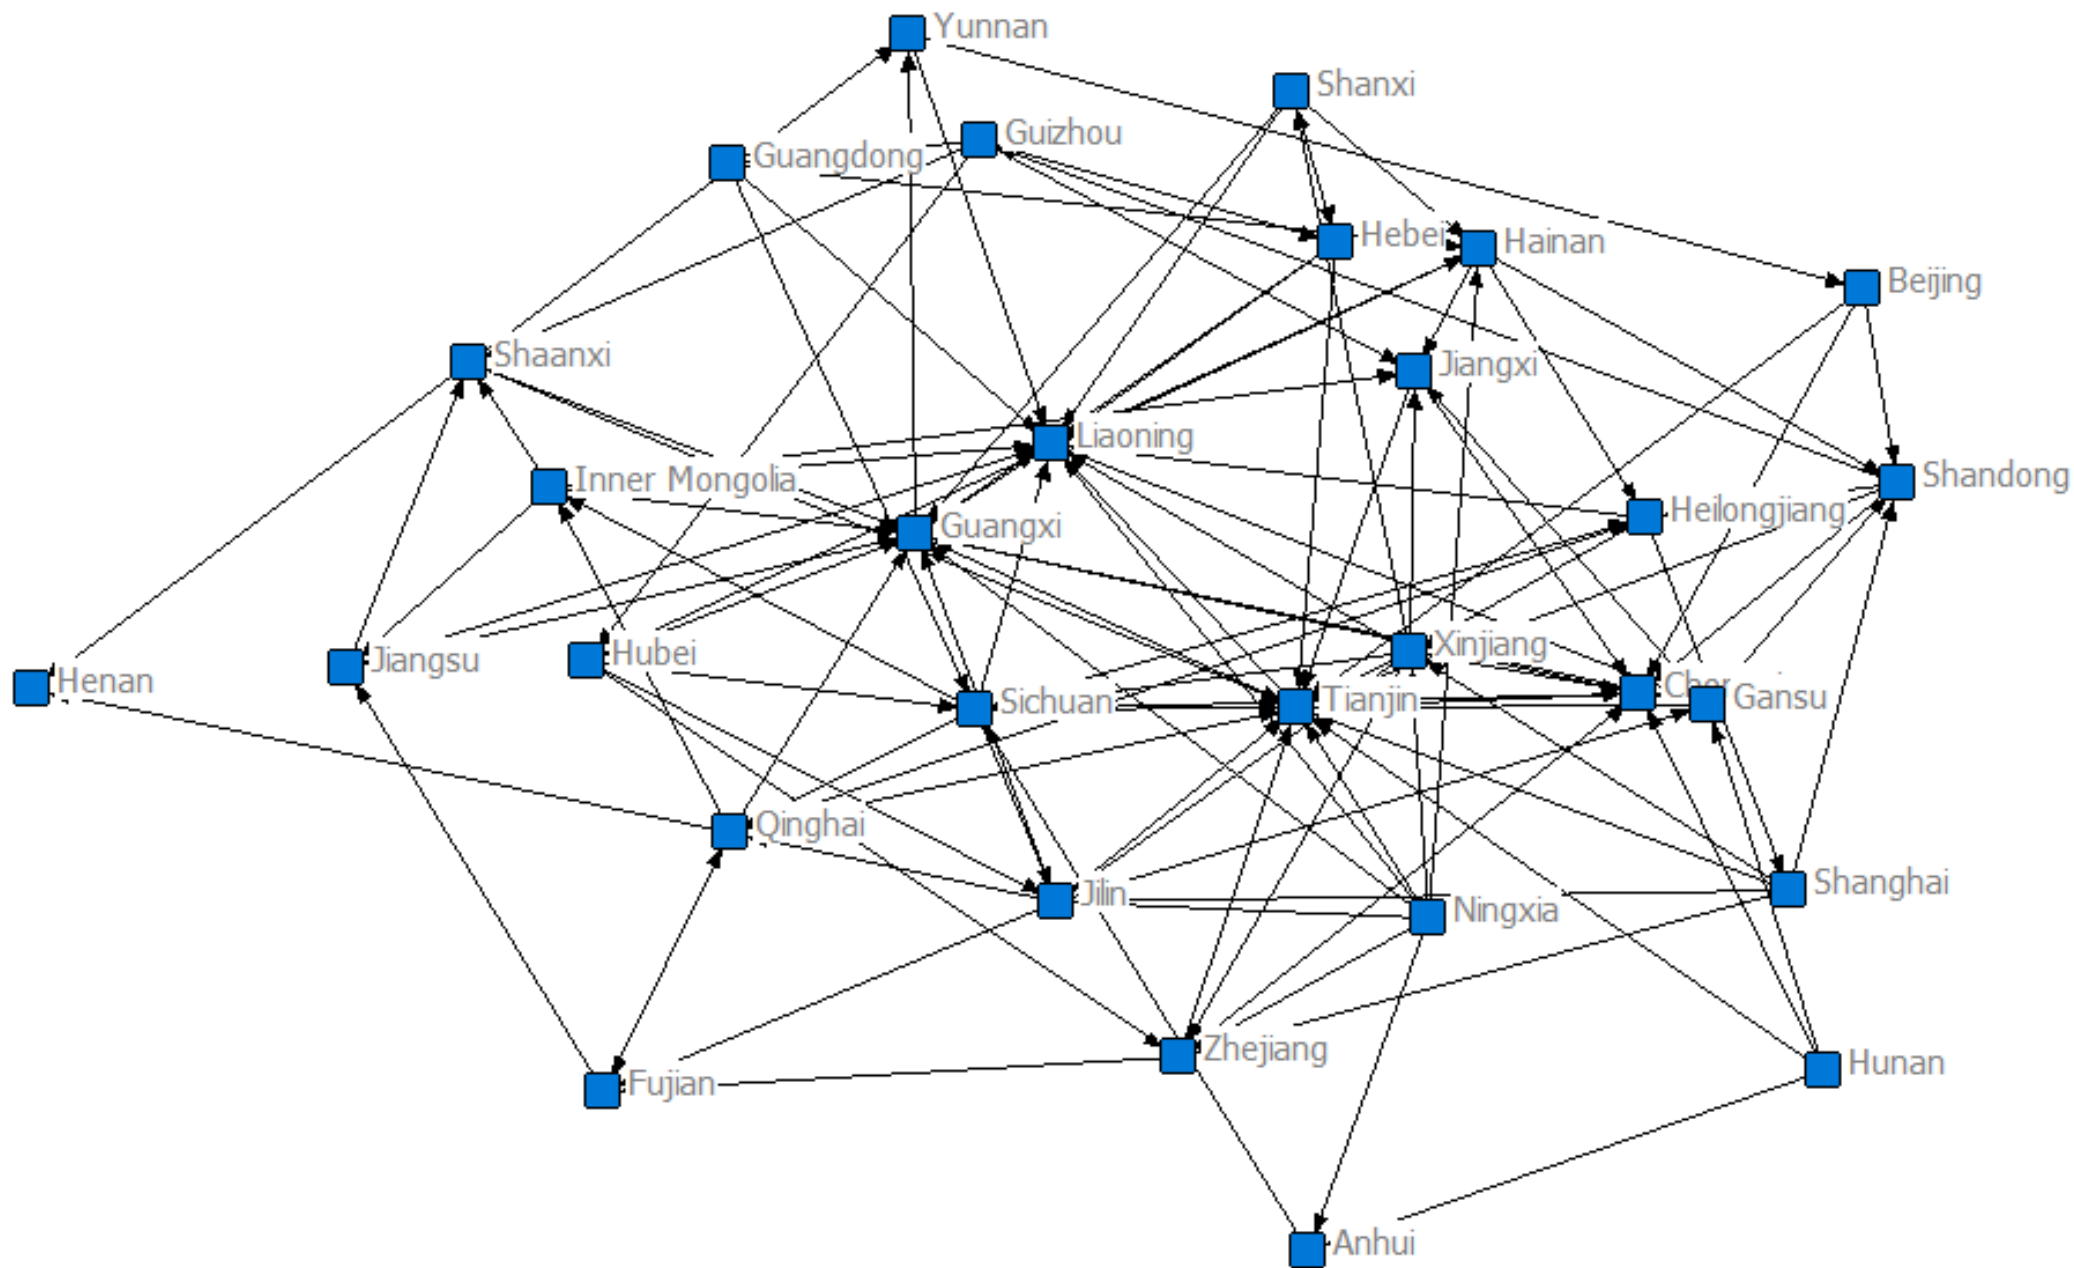 Yunnan
Shanxi
Guizhou
Guangdong
Hebei
Hainan
Beijing
Shaanxi
Jiangxi
Liaoning
Inner Mongolia
Shandong
Heilongjiang
Guangxi
Xinjiang
Hubei
Jiangsu
Henan
Sichuan
Tianjin
Gansu
Qinghai
Jilin
Shanghai
Ningxia
Zhejiang
Hunan
Fujian
Anhui